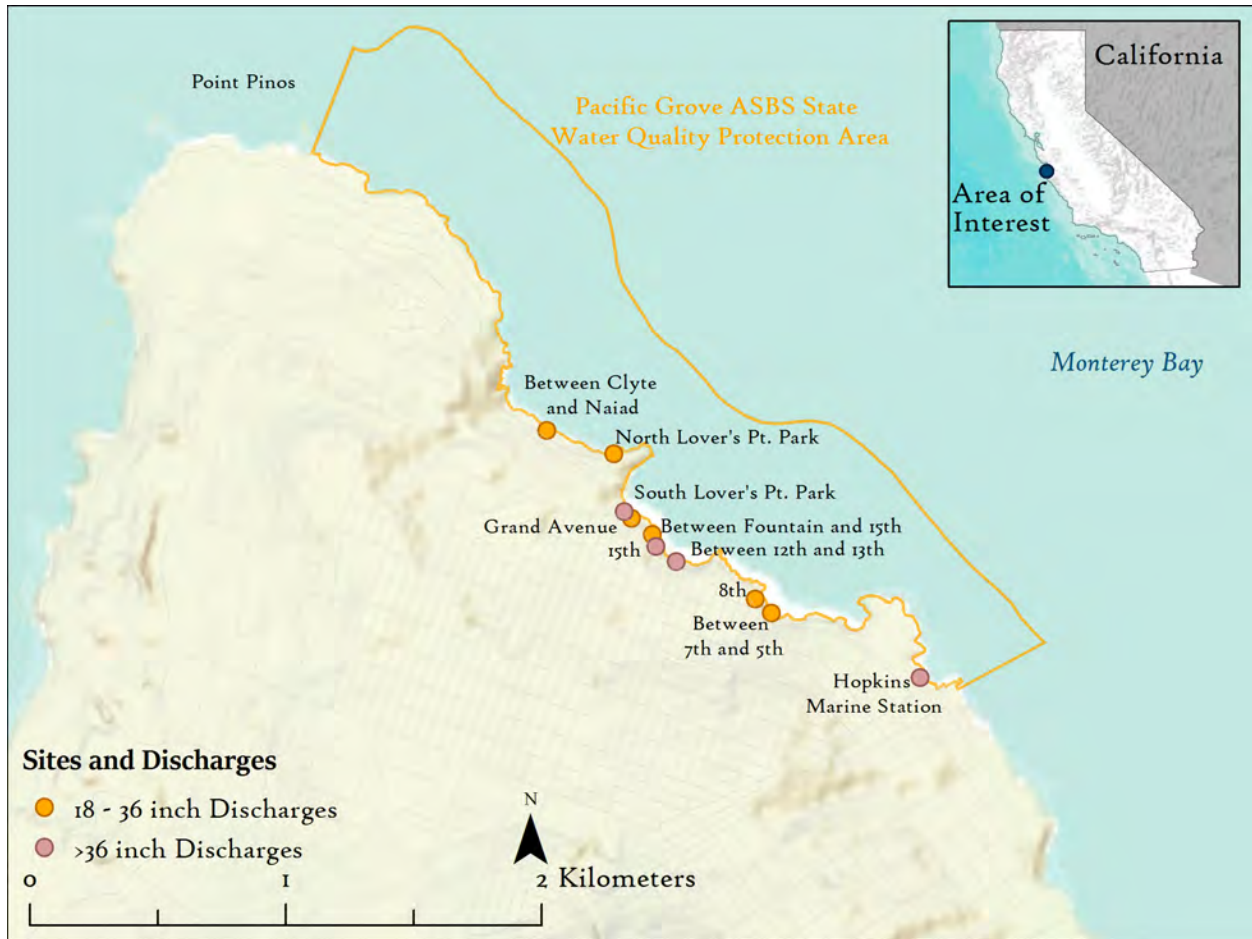 Point Pinos
Pacific Grove ASBS State
Water Quality Protection Area
California
Area of
Interest
Monterey Bay
Between Clyte
and Naiad
North Lover's Pt. Park
South Lover's Pt. Park
Grand Avenue
Between Fountain and 15th
15th
Between 12th and 13th
8th
Between
7th and 5th
Hopkins
Marine Station
Sites and Discharges
18 - 36 inch Discharges
>36 inch Discharges
N
0 1 2 Kilometers